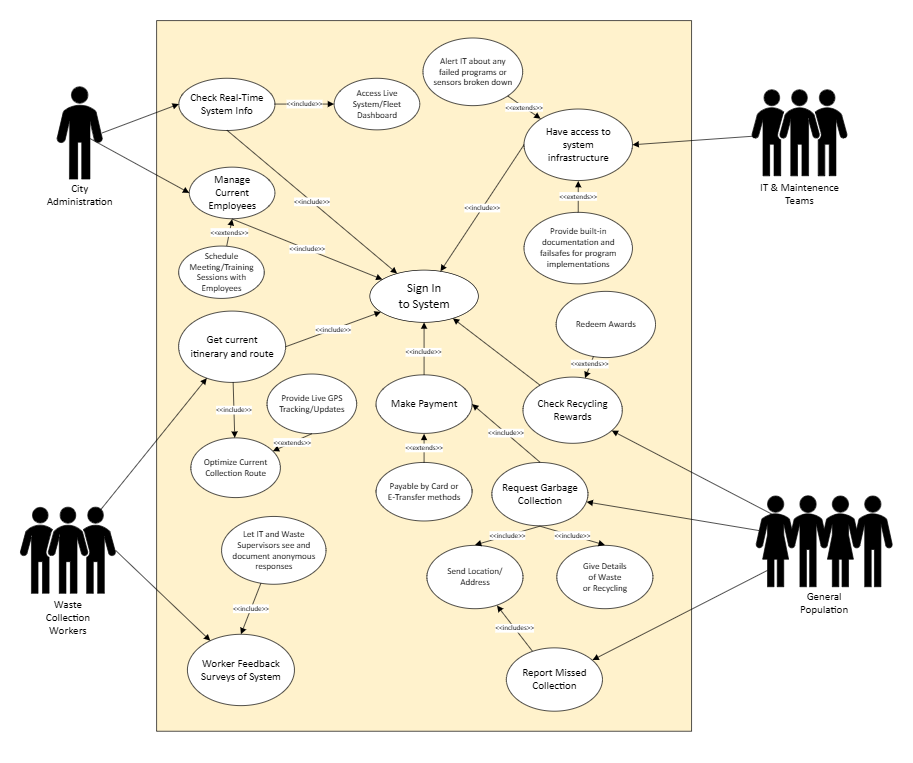 Alert IT about any
failed programs or
sensors broken down
Check Real-Time
System Info
<<include>>
Access Live
System/Fleet
Dashboard
<<extends>>
Have access to
system
infrastructure
City
Administration
IT & Maintenence
Teams
Manage
Current
Employees
<<include>>
<<include>>
<<extends>>
<<extends>>
<<include>>
Provide built-in
documentation and
failsafes for program
implementations
Schedule
Meeting/Training
Sessions with
Employees
Sign In
to System
Get current
itinerary and route
<<include>>
Redeem Awards
<<include>>
<<extends>>
Provide Live GPS
Tracking/Updates
<<include>>
Make Payment
Check Recycling
Rewards
<<extends>>
<<extends>>
<<include>>
Optimize Current
Collection Route
Payable by Card or
E-Transfer methods
Request Garbage
Collection
Let IT and Waste
Supervisors see and
document anonymous
responses
<<include>>
<<include>>
Send Location/
Address
Give Details
of Waste
or Recycling
Waste
Collection
Workers
General
Population
<<include>>
<<includes>>
Worker Feedback
Surveys of System
Report Missed
Collection